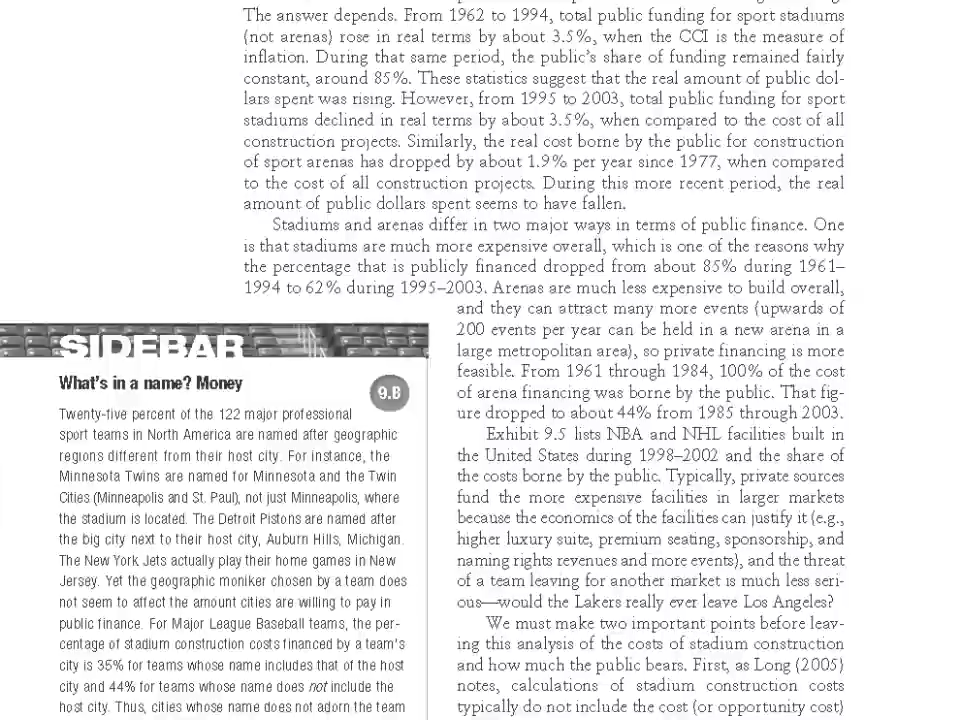 The answer depends. From 1962 to 1994, total public funding for sport stadiums
(not arenas) rose in real terms by about 3.5%, when the CCI is the measure of
inflation. During that same period, the public's share of funding remained fairly
constant, around 85%. These statistics suggest that the real amount of public dol-
lars spent was rising. However, from 1995 to 2003, total public funding for sport
stadiums declined in real terms by about 3.5%, when compared to the cost of all
construction projects. Similarly, the real cost borne by the public for construction
of sport arenas has dropped by about 1.9% per year since 1977, when compared
to the cost of all construction projects. During this more recent period, the real
amount of public dollars spent seems to have fallen.
Stadiums and arenas differ in two major ways in terms of public finance. One
is that stadiums are much more expensive overall, which is one of the reasons why
the percentage that is publicly financed dropped from about 85% during 1961–
1994 to 62% during 1995–2003. Arenas are much less expensive to build overall,
and they can attract many more events (upwards of
200 events per year can be held in a new arena in a
large metropolitan area), so private financing is more
feasible. From 1961 through 1984, 100% of the cost
of arena financing was borne by the public. That fig-
ure dropped to about 44% from 1985 through 2003.
Exhibit 9.5 lists NBA and NHL facilities built in
the United States during 1998–2002 and the share of
the costs borne by the public. Typically, private sources
fund the more expensive facilities in larger markets
because the economics of the facilities can justify it (e.g.,
higher luxury suite, premium seating, sponsorship, and
naming rights revenues and more events), and the threat
of a team leaving for another market is much less seri-
ous—would the Lakers really ever leave Los Angeles?
We must make two important points before leav-
ing this analysis of the costs of stadium construction
and how much the public bears. First, as Long (2005)
notes, calculations of stadium construction costs
typically do not include the cost (or opportunity cost)
SIDEBAR
What's in a name? Money
9.B
Twenty-five percent of the 122 major professional
sport teams in North America are named after geographic
regions different from their host city. For instance, the
Minnesota Twins are named for Minnesota and the Twin
Cities (Minneapolis and St. Paul), not just Minneapolis, where
the stadium is located. The Detroit Pistons are named after
the big city next to their host city, Auburn Hills, Michigan.
The New York Jets actually play their home games in New
Jersey. Yet the geographic moniker chosen by a team does
not seem to affect the amount cities are willing to pay in
public finance. For Major League Baseball teams, the per-
centage of stadium construction costs financed by a team's
city is 35% for teams whose name includes that of the host
city and 44% for teams whose name does not include the
host city. Thus, cities whose name does not adorn the team